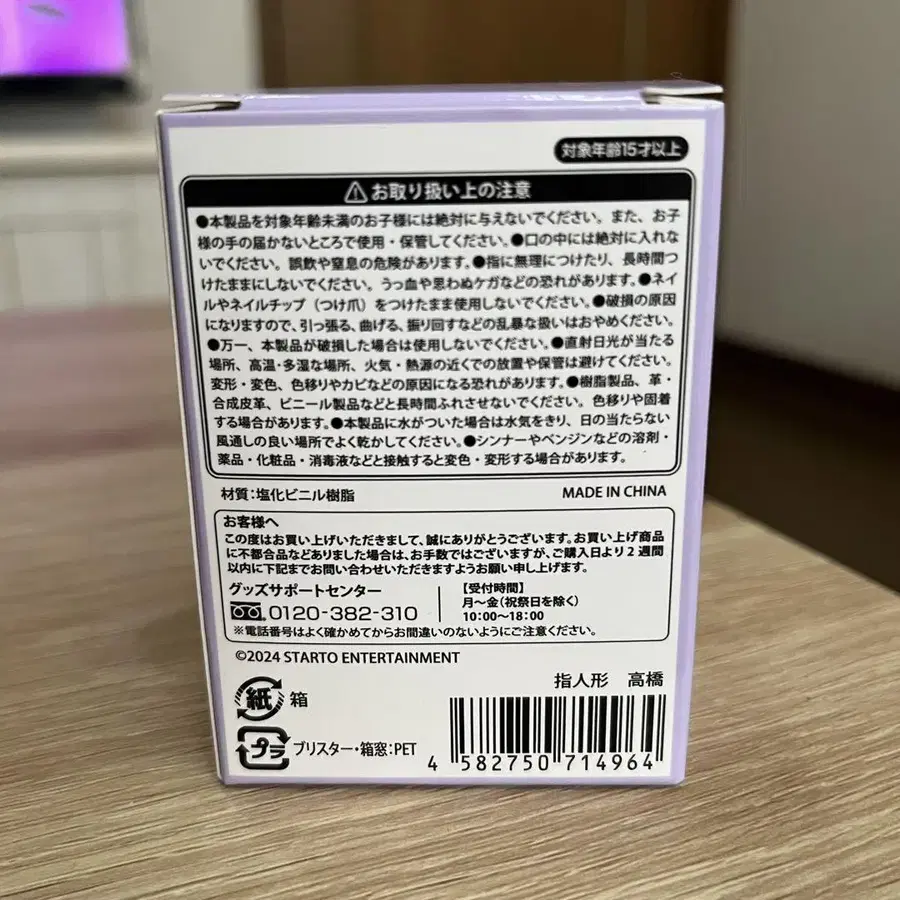 対象年齢15才以上
⚠お取り扱い上の注意
●本製品を対象年齢未満のお子様には絶対に与えないでください。また、お子
様の手の届かないところで使用・保管してください。●口の中には絶対に入れな
いでください。誤飲や窒息の危険があります。●指に無理につけたり、長時間つ
けたままにしないでください。うっ血や思わぬケガなどの恐れがあります。●ネイ
ルやネイルチップ（つけ爪）をつけたまま使用しないでください。●破損の原因
になりますので、引っ張る、曲げる、振り回すなどの乱暴な扱いはおやめください。
●万一、本製品が破損した場合は使用しないでください。●直射日光が当たる
場所、高温・多湿な場所、火気・熱源の近くでの放置や保管は避けてください。
変形・変色、色移りやカビなどの原因になる恐れがあります。●樹脂製品、革・
合成皮革、ビニール製品などと長時間ふれさせないでください。色移りや固着
する場合があります。●本製品に水がついた場合は水気をきり、日の当たらない
風通しの良い場所でよく乾かしてください。●シンナーやベンジンなどの溶剤・
薬品・化粧品・消毒液などと接触すると変色・変形する場合があります。
材質：塩化ビニル樹脂 MADE IN CHINA
お客様へ
この度はお買い上げいただきまして、誠にありがとうございます。お買い上げ商品
に不都合品などありました場合は、お手数ではございますが、ご購入日より2週間
以内に下記までお問い合わせいただきますようお願い申し上げます。
グッズサポートセンター
0120-382-310
【受付時間】
月～金（祝祭日を除く）
10：00～18：00
※電話番号はよく確かめてからお間違いのないようにご注意ください。
©2024 STARTO ENTERTAINMENT
指人形 高橋
紙 箱
プラ ブリスター・箱窓：PET
4 582750 714964